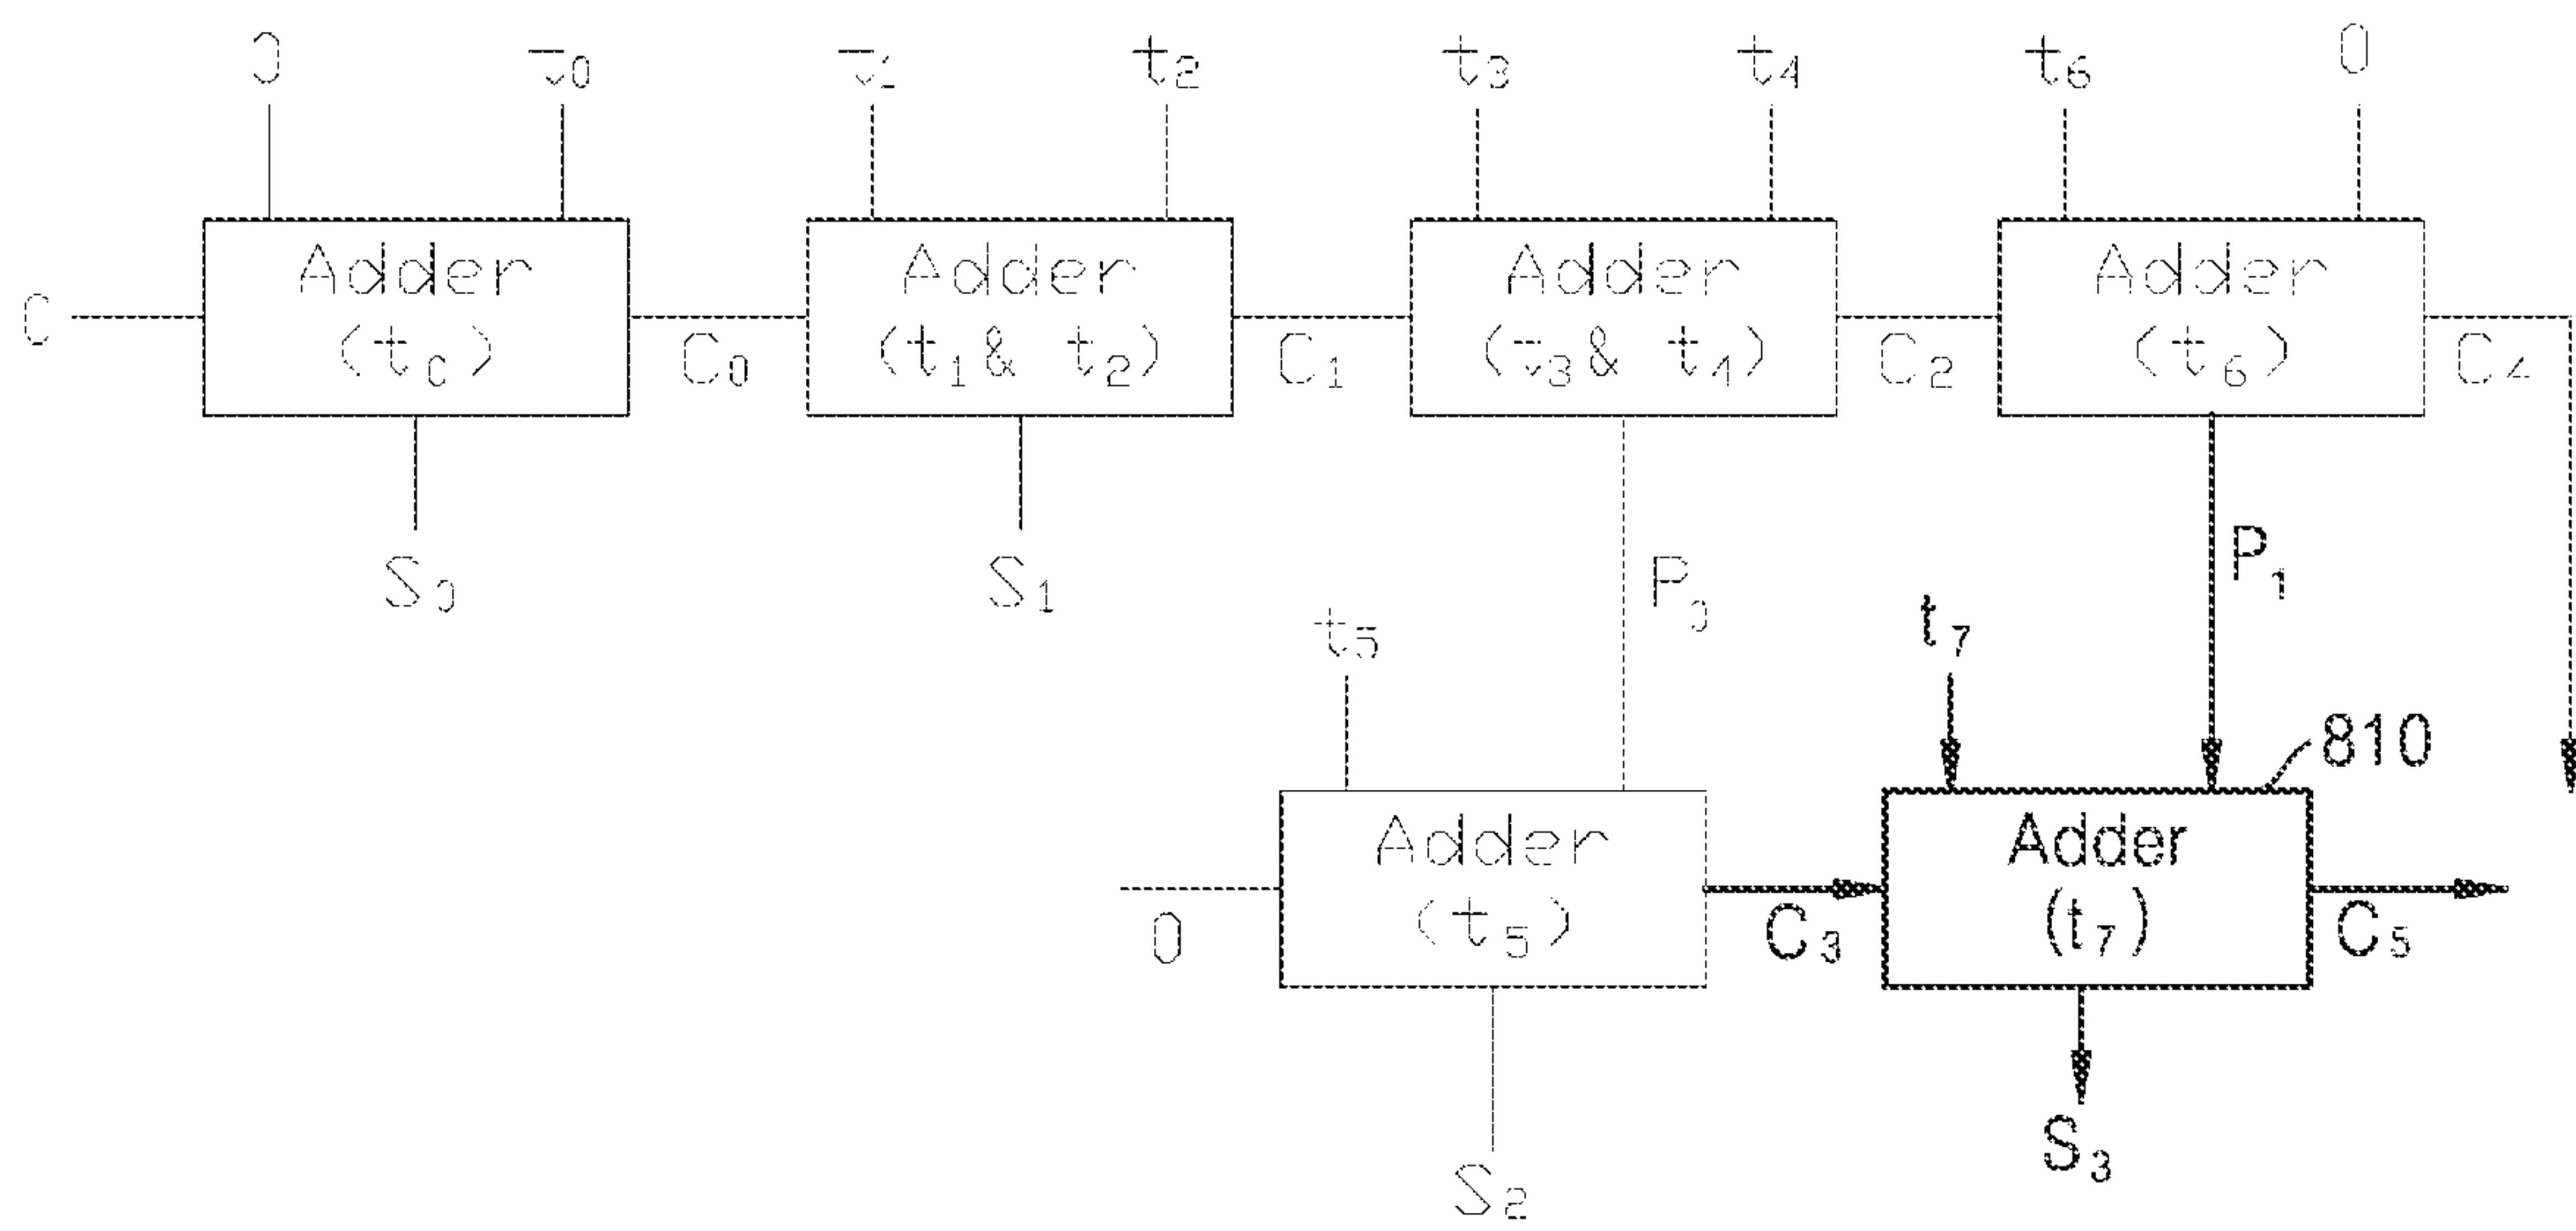 0 t0 t1 t2 t3 t4 t6 0
Adder Adder Adder Adder
0 (t0) C0 (t1& t2) C1 (t3& t4) C2 (t6) C4
S0 S1 P0 P1
t5 t7
810
Adder Adder
0 (t5) C3 (t7) C5
S2 S3